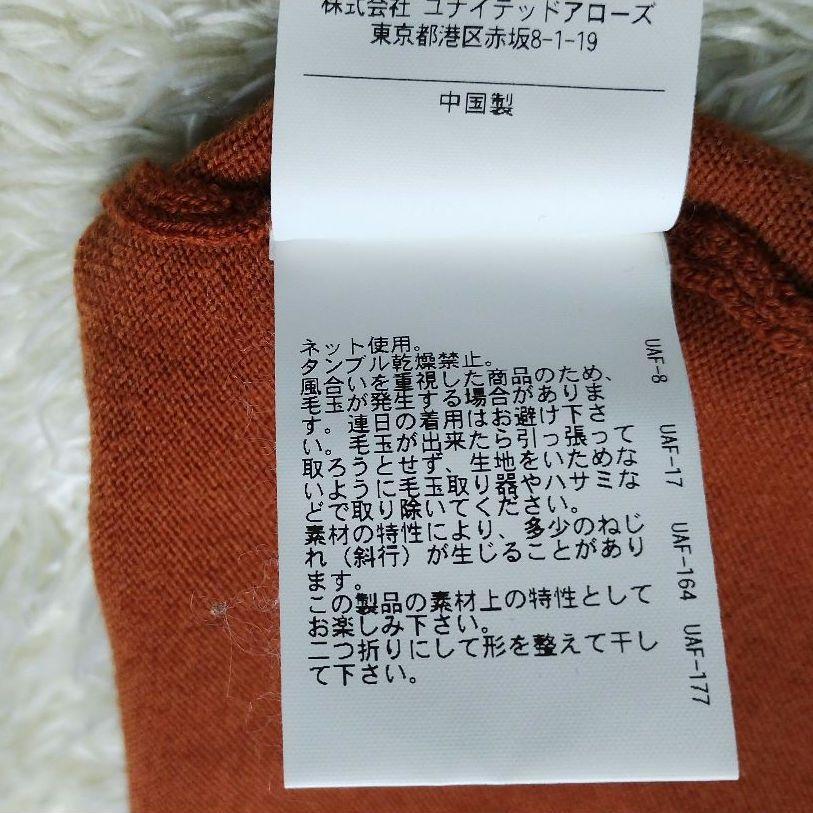 株式会社 ユナイテッドアローズ
東京都港区赤坂8-1-19
中国製
ネット使用。
タンブル乾燥禁止。
風合いを重視した商品のため、
毛玉が発生する場合がありま
す。連日の着用はお避け下さ
い。毛玉が出来たら引っ張って
取ろうとせず、生地をいためな
いように毛玉取り器やハサミな
どで取り除いてください。
素材の特性により、多少のねじ
れ（斜行）が生じることがあり
ます。
この製品の素材上の特性として
お楽しみ下さい。
二つ折りにして形を整えて干し
て下さい。
UAF-8 UAF-17 UAF-164 UAF-177